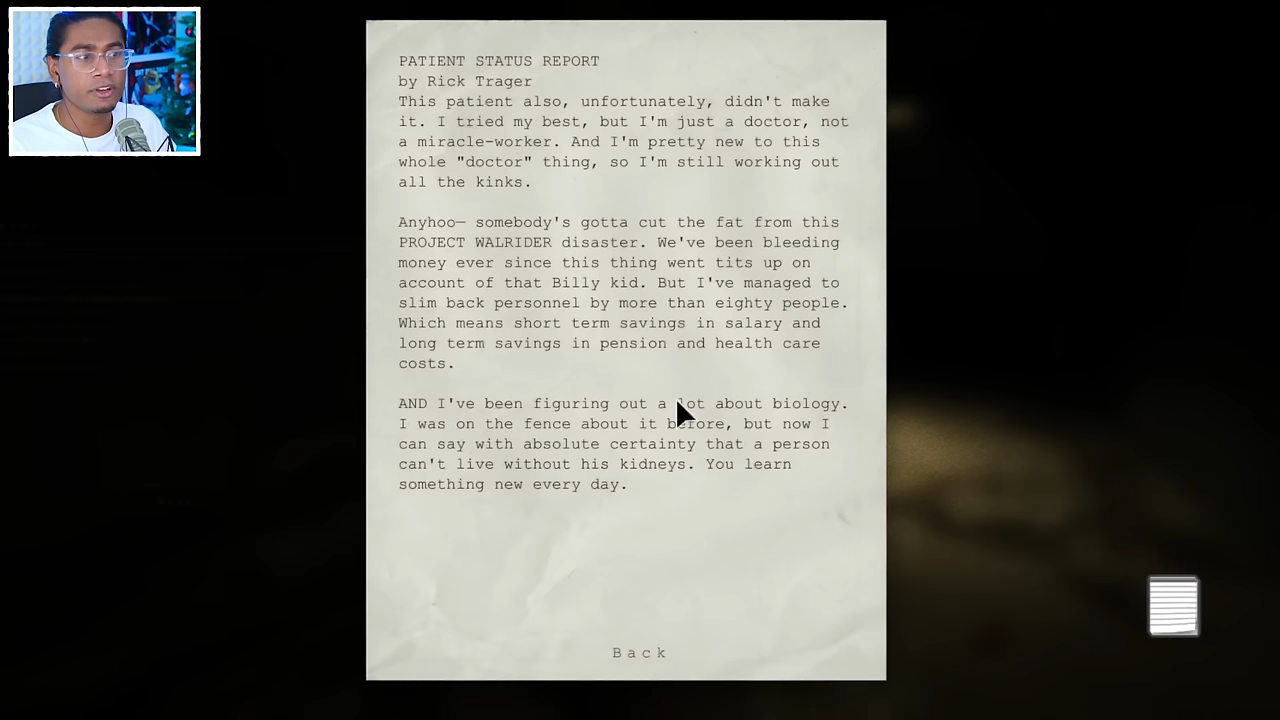 PATIENT STATUS REPORT
by Rick Trager
This patient also, unfortunately, didn't make
it. I tried my best, but I'm just a doctor, not
a miracle-worker. And I'm pretty new to this
whole "doctor" thing, so I'm still working out
all the kinks.
Anyhoo— somebody's gotta cut the fat from this
PROJECT WALRIDER disaster. We've been bleeding
money ever since this thing went tits up on
account of that Billy kid. But I've managed to
slim back personnel by more than eighty people.
Which means short term savings in salary and
long term savings in pension and health care
costs.
AND I've been figuring out a lot about biology.
I was on the fence about it before, but now I
can say with absolute certainty that a person
can't live without his kidneys. You learn
something new every day.
Back